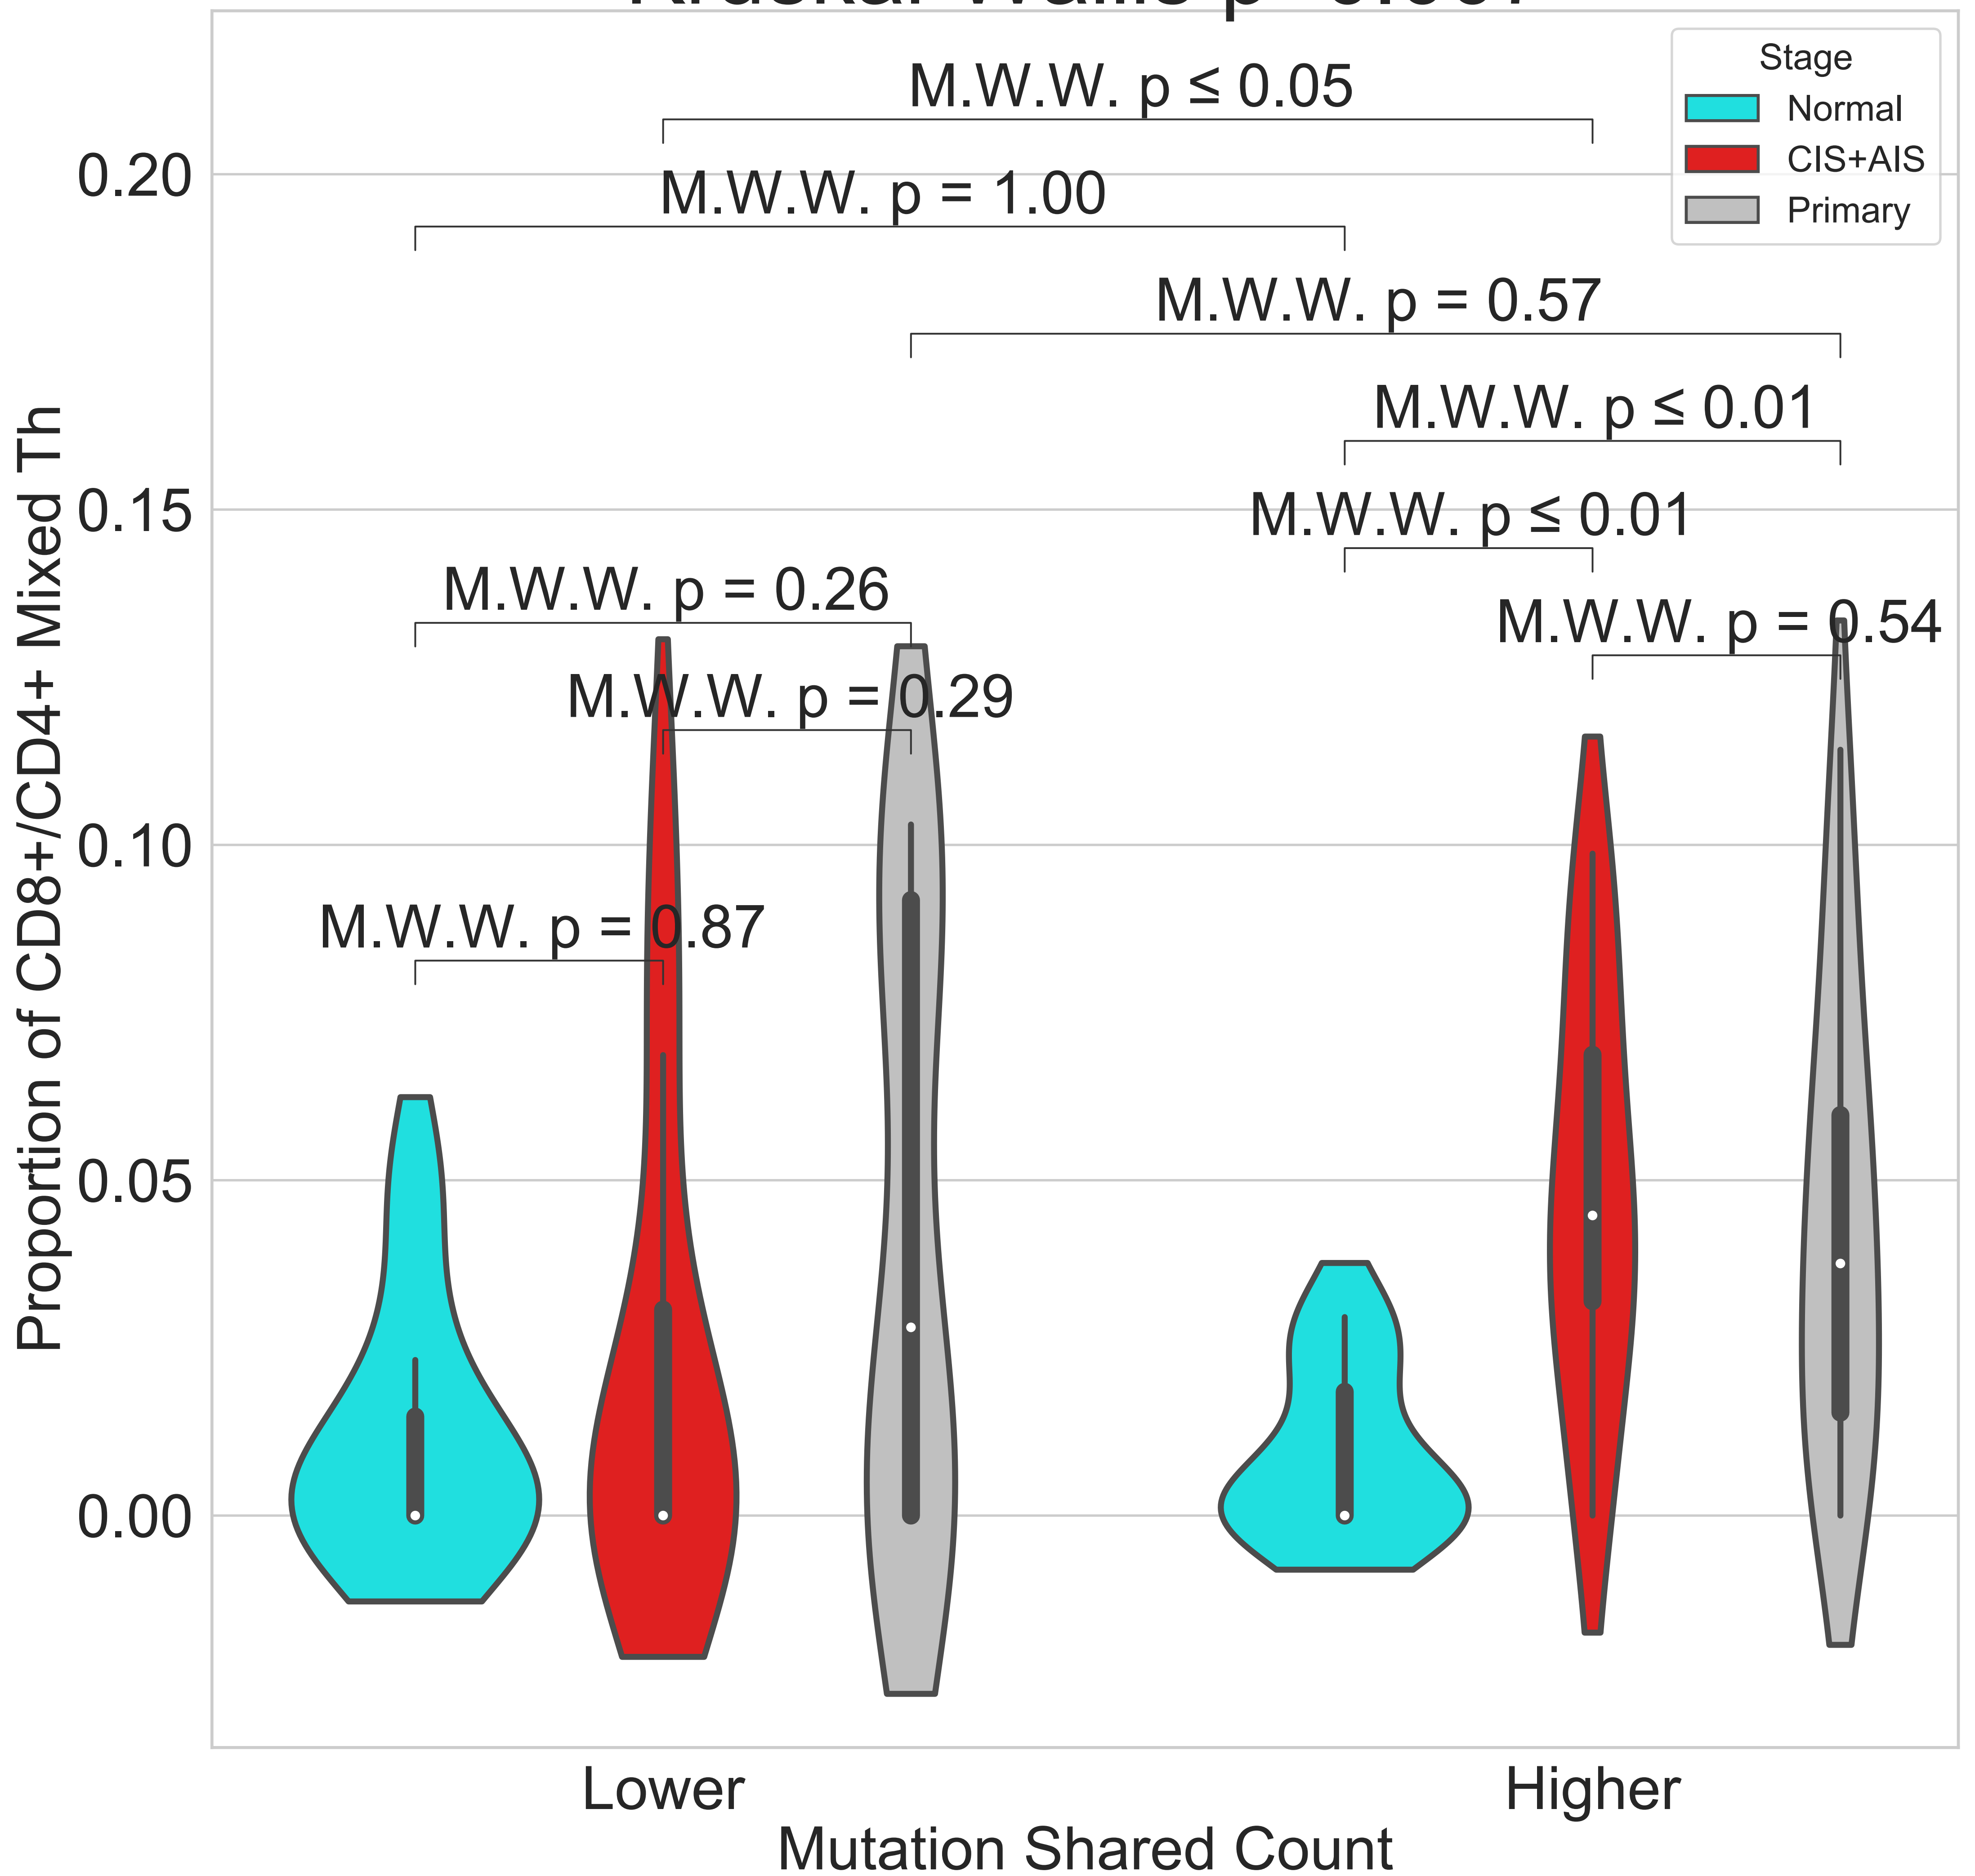 Stage
Normal
CIS+AIS
Primary
M.W.W. p ≤ 0.05
M.W.W. p = 1.00
M.W.W. p = 0.57
M.W.W. p ≤ 0.01
M.W.W. p ≤ 0.01
M.W.W. p = 0.26
M.W.W. p = 0.54
M.W.W. p = 0.29
M.W.W. p = 0.87
0.20
0.15
0.10
0.05
0.00
Proportion of CD8+/CD4+ Mixed Th
Lower
Higher
Mutation Shared Count